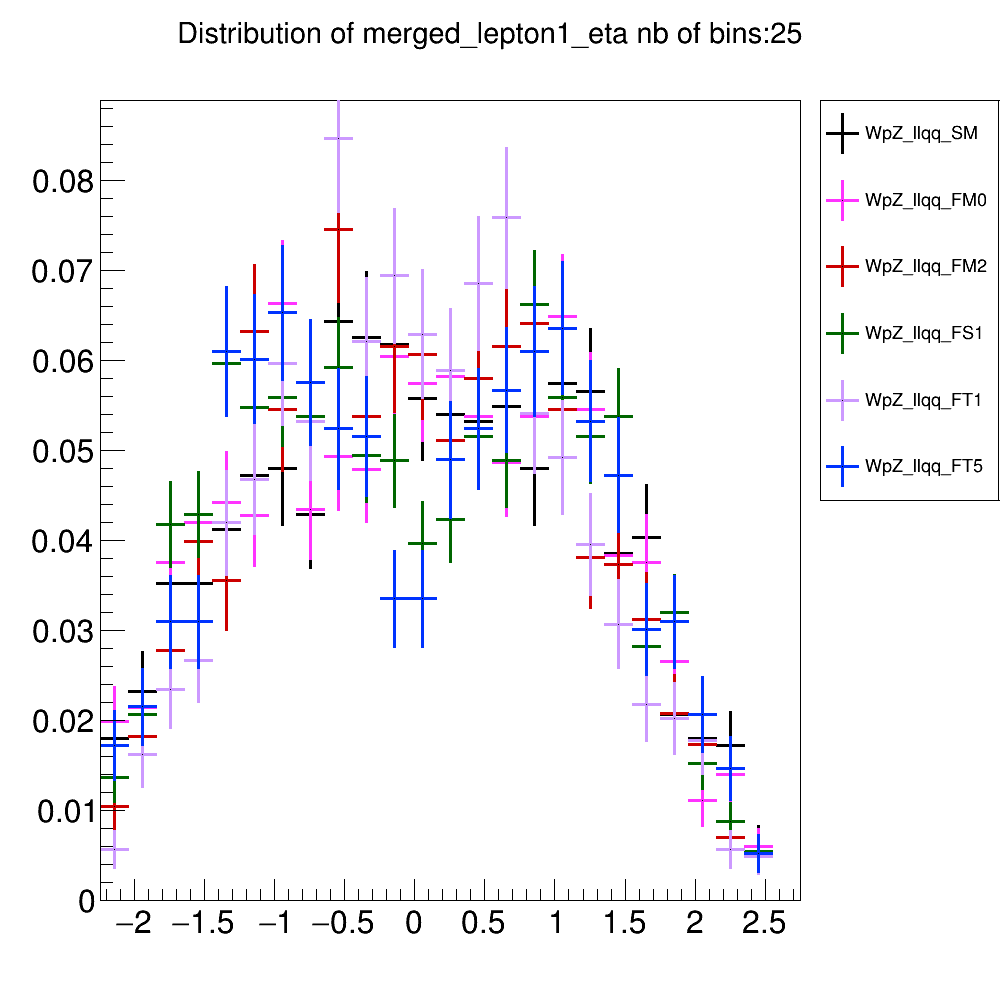 Distribution of merged_lepton1_eta nb of bins:25
0.08
0.07
0.06
0.05
0.04
0.03
0.02
0.01
0
−2 −1.5 −1 −0.5 0 0.5 1 1.5 2 2.5
WpZ_llqq_SM
WpZ_llqq_FM0
WpZ_llqq_FM2
WpZ_llqq_FS1
WpZ_llqq_FT1
WpZ_llqq_FT5